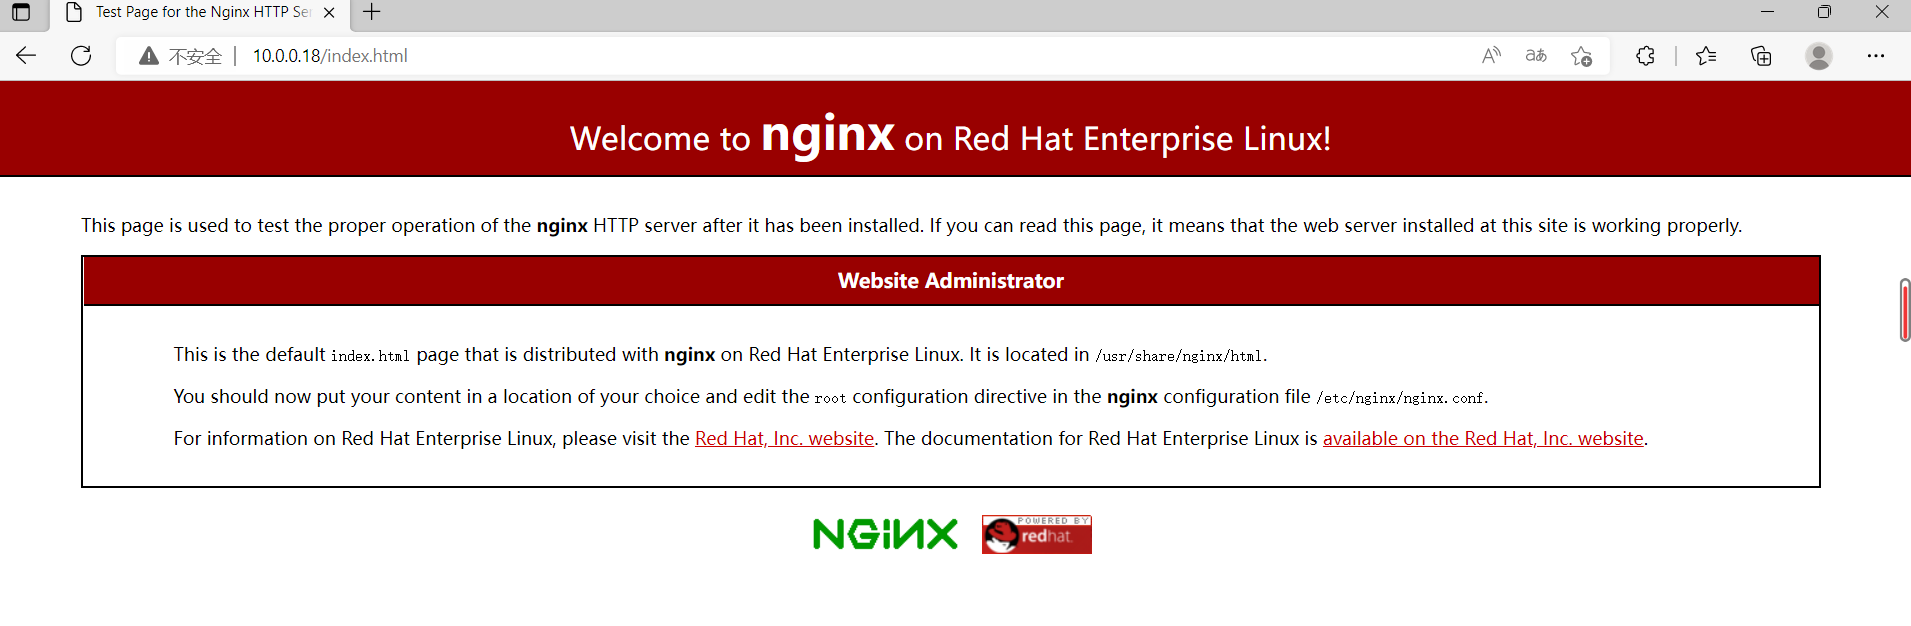 Test Page for the Nginx HTTP Se
不安全 | 10.0.0.18/index.html
Welcome to nginx on Red Hat Enterprise Linux!
This page is used to test the proper operation of the nginx HTTP server after it has been installed. If you can read this page, it means that the web server installed at this site is working properly.
Website Administrator
This is the default index.html page that is distributed with nginx on Red Hat Enterprise Linux. It is located in /usr/share/nginx/html.
You should now put your content in a location of your choice and edit the root configuration directive in the nginx configuration file /etc/nginx/nginx.conf.
For information on Red Hat Enterprise Linux, please visit the Red Hat, Inc. website. The documentation for Red Hat Enterprise Linux is available on the Red Hat, Inc. website.
NGINX
POWERED BY
redhat.